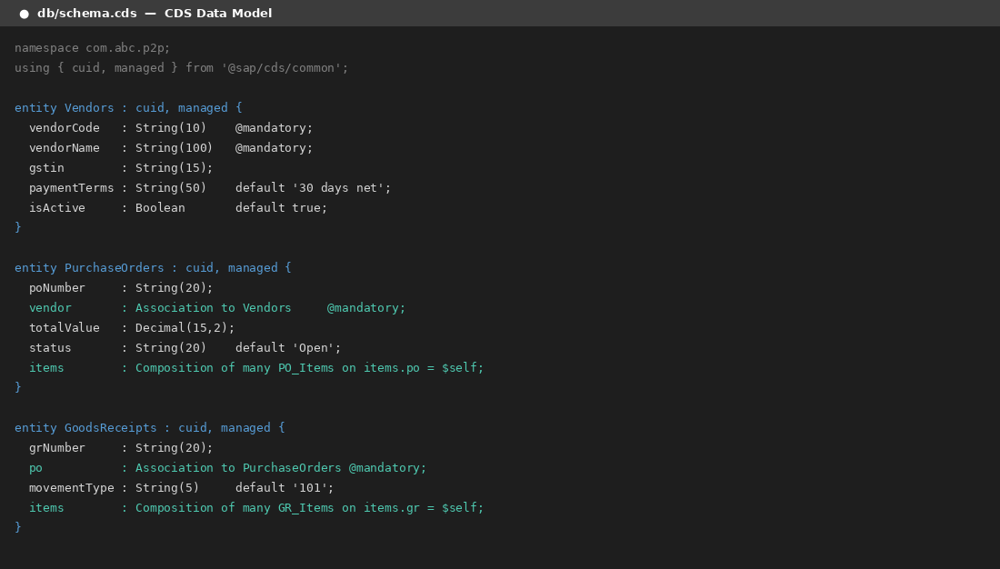 ● db/schema.cds — CDS Data Model
namespace com.abc.p2p;
using { cuid, managed } from '@sap/cds/common';
entity Vendors : cuid, managed {
  vendorCode   : String(10)    @mandatory;
  vendorName   : String(100)   @mandatory;
  gstin        : String(15);
  paymentTerms : String(50)    default '30 days net';
  isActive     : Boolean       default true;
}
entity PurchaseOrders : cuid, managed {
  poNumber     : String(20);
  vendor       : Association to Vendors     @mandatory;
  totalValue   : Decimal(15,2);
  status       : String(20)    default 'Open';
  items        : Composition of many PO_Items on items.po = $self;
}
entity GoodsReceipts : cuid, managed {
  grNumber     : String(20);
  po           : Association to PurchaseOrders @mandatory;
  movementType : String(5)     default '101';
  items        : Composition of many GR_Items on items.gr = $self;
}